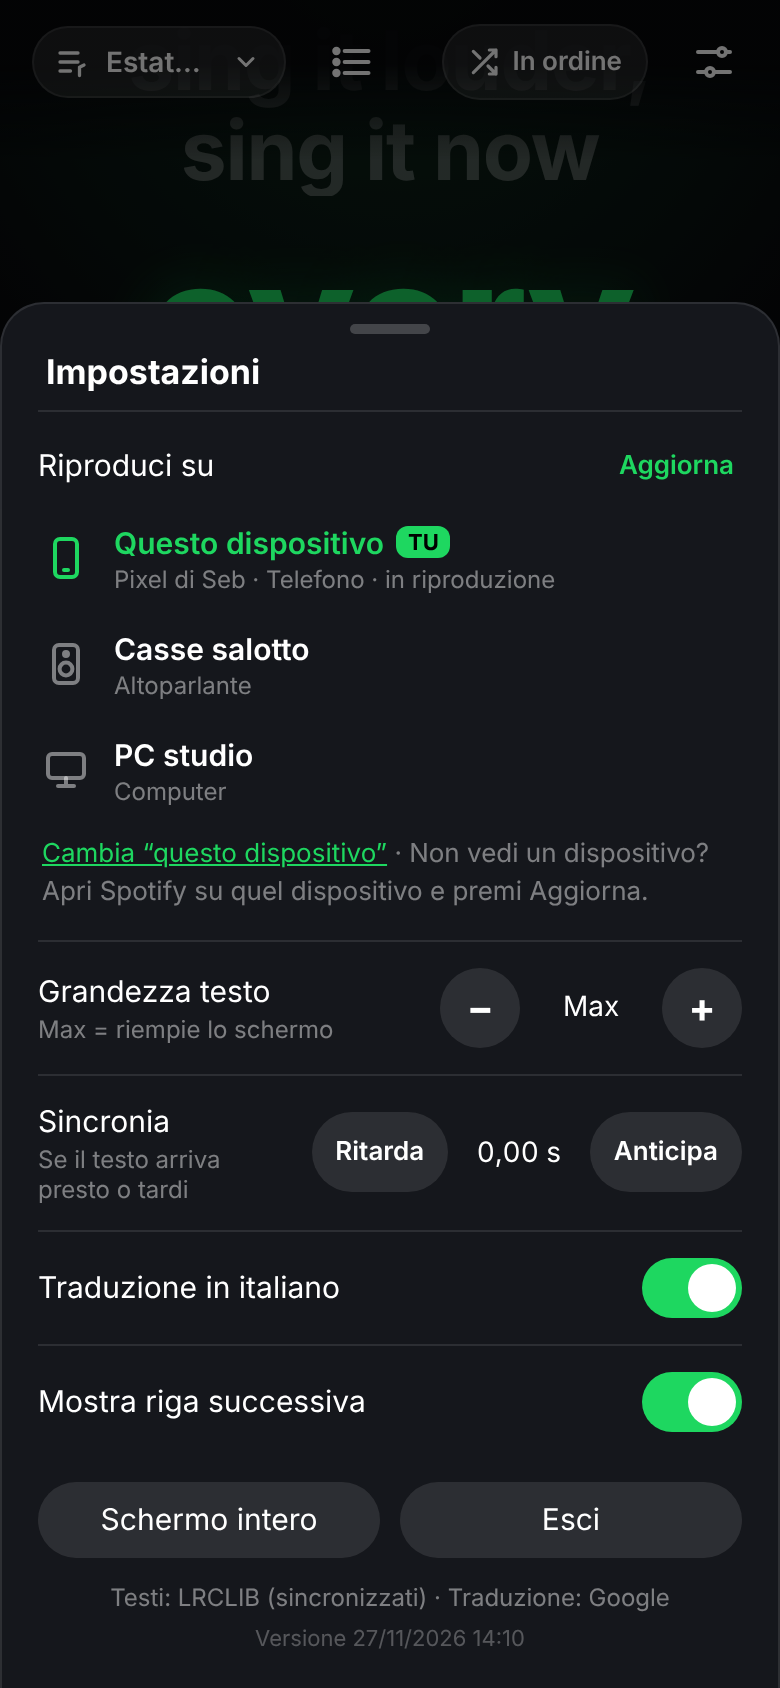 Estat...
In ordine
sing it louder,
sing it now
every
Impostazioni
Riproduci su
Aggiorna
Questo dispositivo TU
Pixel di Seb · Telefono · in riproduzione
Casse salotto
Altoparlante
PC studio
Computer
Cambia “questo dispositivo” · Non vedi un dispositivo?
Apri Spotify su quel dispositivo e premi Aggiorna.
Grandezza testo
Max = riempie lo schermo
− Max +
Sincronia
Se il testo arriva
presto o tardi
Ritarda 0,00 s Anticipa
Traduzione in italiano
Mostra riga successiva
Schermo intero
Esci
Testi: LRCLIB (sincronizzati) · Traduzione: Google
Versione 27/11/2026 14:10